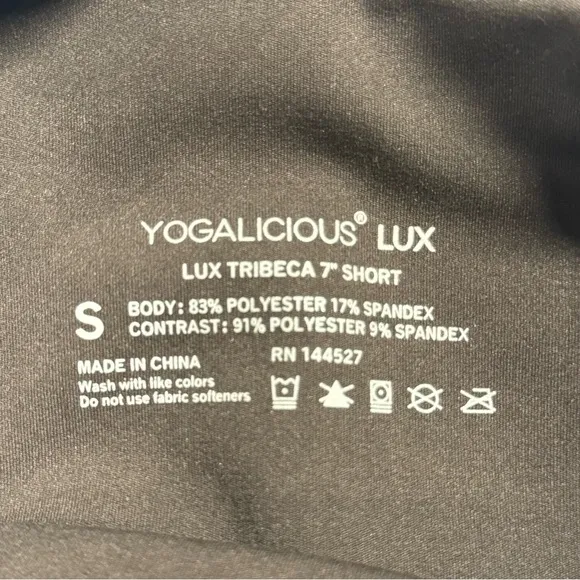 YOGALICIOUS® LUX
LUX TRIBECA 7" SHORT
S
BODY: 83% POLYESTER 17% SPANDEX
CONTRAST: 91% POLYESTER 9% SPANDEX
MADE IN CHINA
RN 144527
Wash with like colors
Do not use fabric softeners